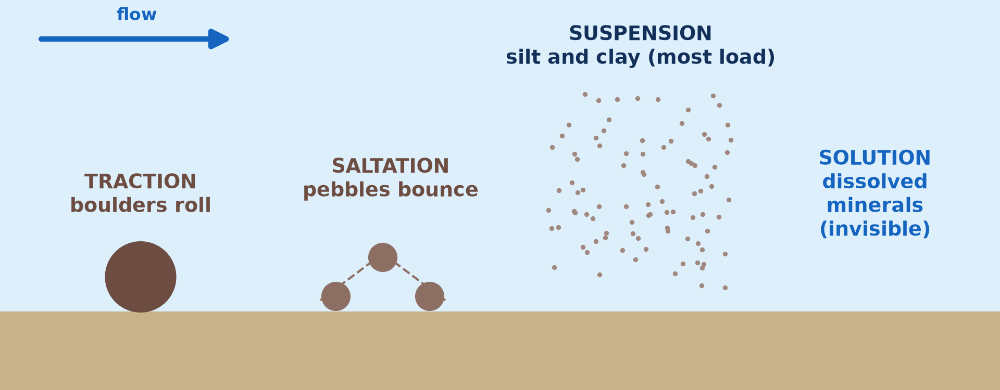 flow
SUSPENSION
silt and clay (most load)
TRACTION
boulders roll
SALTATION
pebbles bounce
SOLUTION
dissolved
minerals
(invisible)